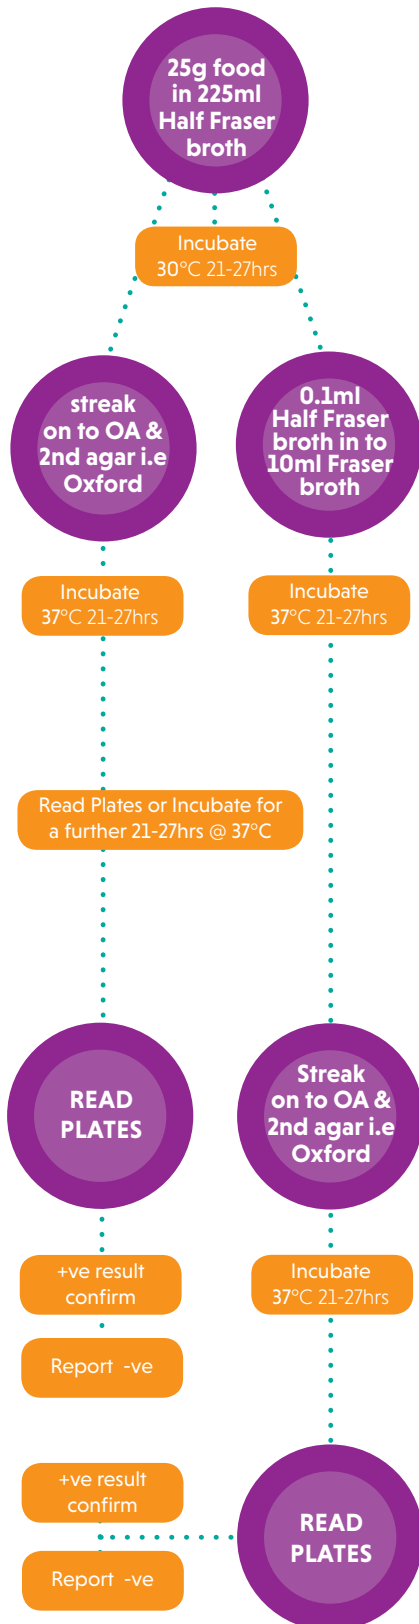 25g food
in 225ml
Half Fraser
broth
Incubate
30°C 21-27hrs
streak
on to OA &
2nd agar i.e
Oxford
0.1ml
Half Fraser
broth in to
10ml Fraser
broth
Incubate
37°C 21-27hrs
Incubate
37°C 21-27hrs
Read Plates or Incubate for
a further 21-27hrs @ 37°C
READ
PLATES
Streak
on to OA &
2nd agar i.e
Oxford
+ve result
confirm
Incubate
37°C 21-27hrs
Report -ve
+ve result
confirm
READ
PLATES
Report -ve